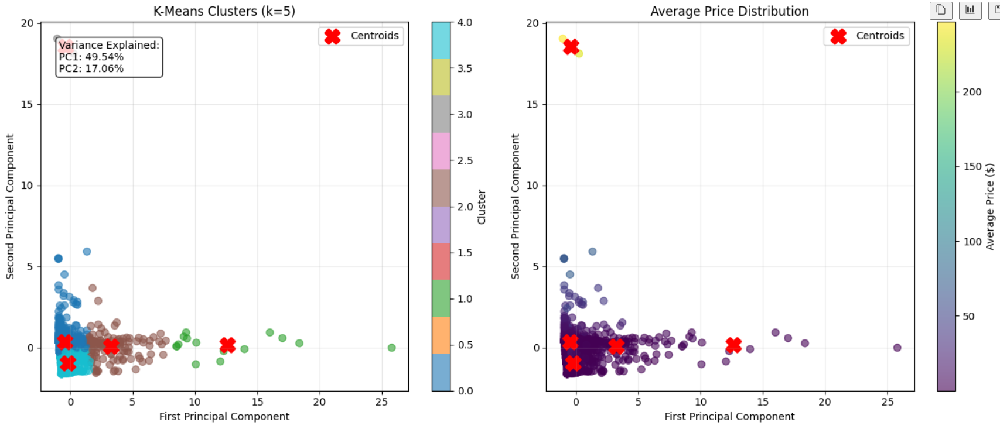 K-Means Clusters (k=5)
Centroids
Variance Explained:
PC1: 49.54%
PC2: 17.06%
20
15
10
5
0
Second Principal Component
0
5
10
15
20
25
First Principal Component
4.0
3.5
3.0
2.5
2.0
1.5
1.0
0.5
0.0
Cluster
Average Price Distribution
Centroids
20
15
10
5
0
Second Principal Component
0
5
10
15
20
25
First Principal Component
200
150
100
50
Average Price ($)